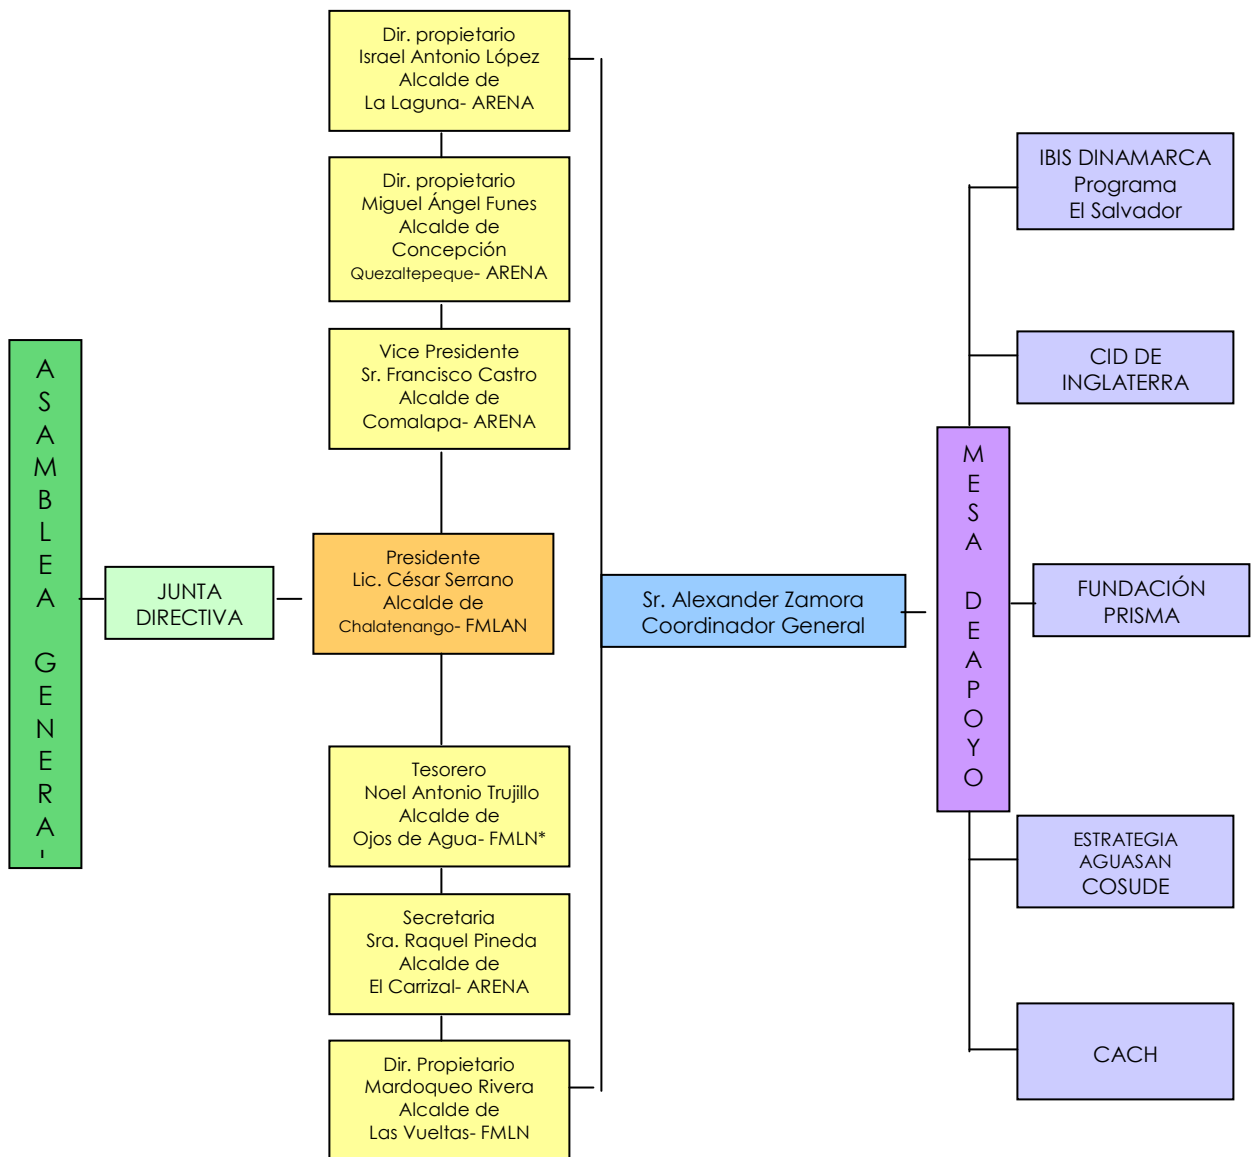 ASAMBLEA GENERA
JUNTA
DIRECTIVA
Dir. propietario
Israel Antonio López
Alcalde de
La Laguna- ARENA
Dir. propietario
Miguel Ángel Funes
Alcalde de
Concepción
Quezaltepeque- ARENA
Vice Presidente
Sr. Francisco Castro
Alcalde de
Comalapa- ARENA
Presidente
Lic. César Serrano
Alcalde de
Chalatenango- FMLAN
Tesorero
Noel Antonio Trujillo
Alcalde de
Ojos de Agua- FMLN*
Secretaria
Sra. Raquel Pineda
Alcalde de
El Carrizal- ARENA
Dir. Propietario
Mardoqueo Rivera
Alcalde de
Las Vueltas- FMLN
Sr. Alexander Zamora
Coordinador General
MESA DEAPOYO
IBIS DINAMARCA
Programa
El Salvador
CID DE
INGLATERRA
FUNDACIÓN
PRISMA
ESTRATEGIA
AGUASAN
COSUDE
CACH